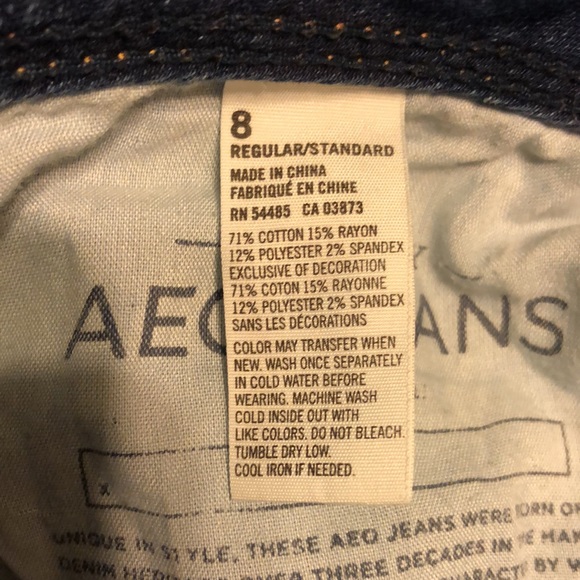 8
REGULAR/STANDARD
MADE IN CHINA
FABRIQUÉ EN CHINE
RN 54485 CA 03873
71% COTTON 15% RAYON
12% POLYESTER 2% SPANDEX
EXCLUSIVE OF DECORATION
71% COTON 15% RAYONNE
12% POLYESTER 2% SPANDEX
SANS LES DÉCORATIONS
COLOR MAY TRANSFER WHEN
NEW. WASH ONCE SEPARATELY
IN COLD WATER BEFORE
WEARING. MACHINE WASH
COLD INSIDE OUT WITH
LIKE COLORS. DO NOT BLEACH.
TUMBLE DRY LOW.
COOL IRON IF NEEDED.
AEO ANS
x
UNIQUE IN STYLE, THESE AEO JEANS WERE BORN
DENIM THREE DECADES IN THE
BY